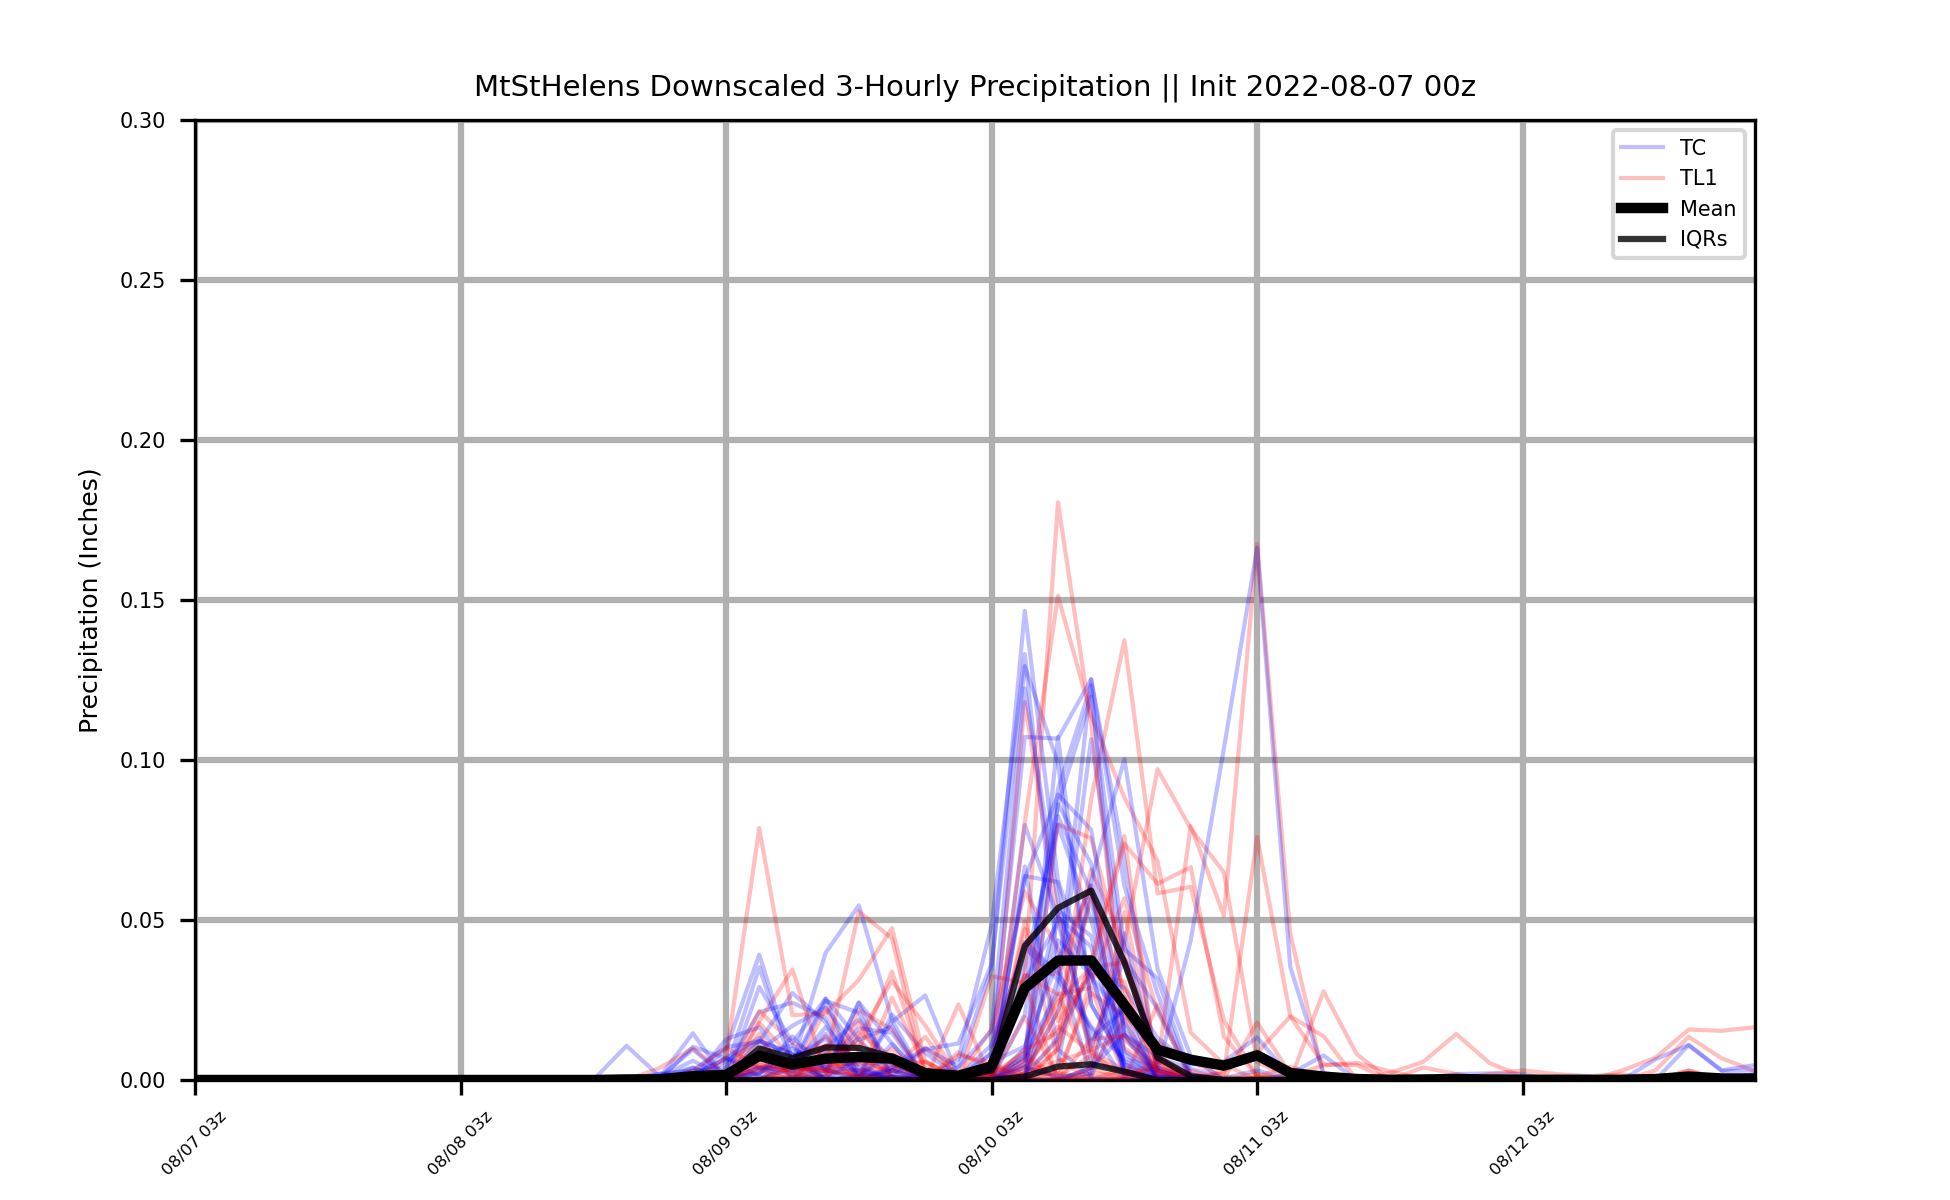 MtStHelens Downscaled 3-Hourly Precipitation || Init 2022-08-07 00z
TC
TL1
Mean
IQRs
Precipitation (Inches)
0.30
0.25
0.20
0.15
0.10
0.05
0.00
08/07 03z
08/08 03z
08/09 03z
08/10 03z
08/11 03z
08/12 03z